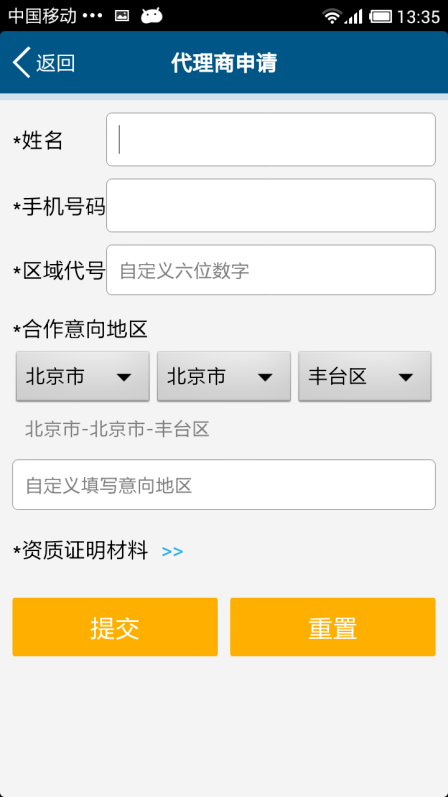 中国移动 ••• 13:35
返回 代理商申请
*姓名
*手机号码
*区域代号 自定义六位数字
*合作意向地区
北京市 北京市 丰台区
北京市-北京市-丰台区
自定义填写意向地区
*资质证明材料 >>
提交 重置